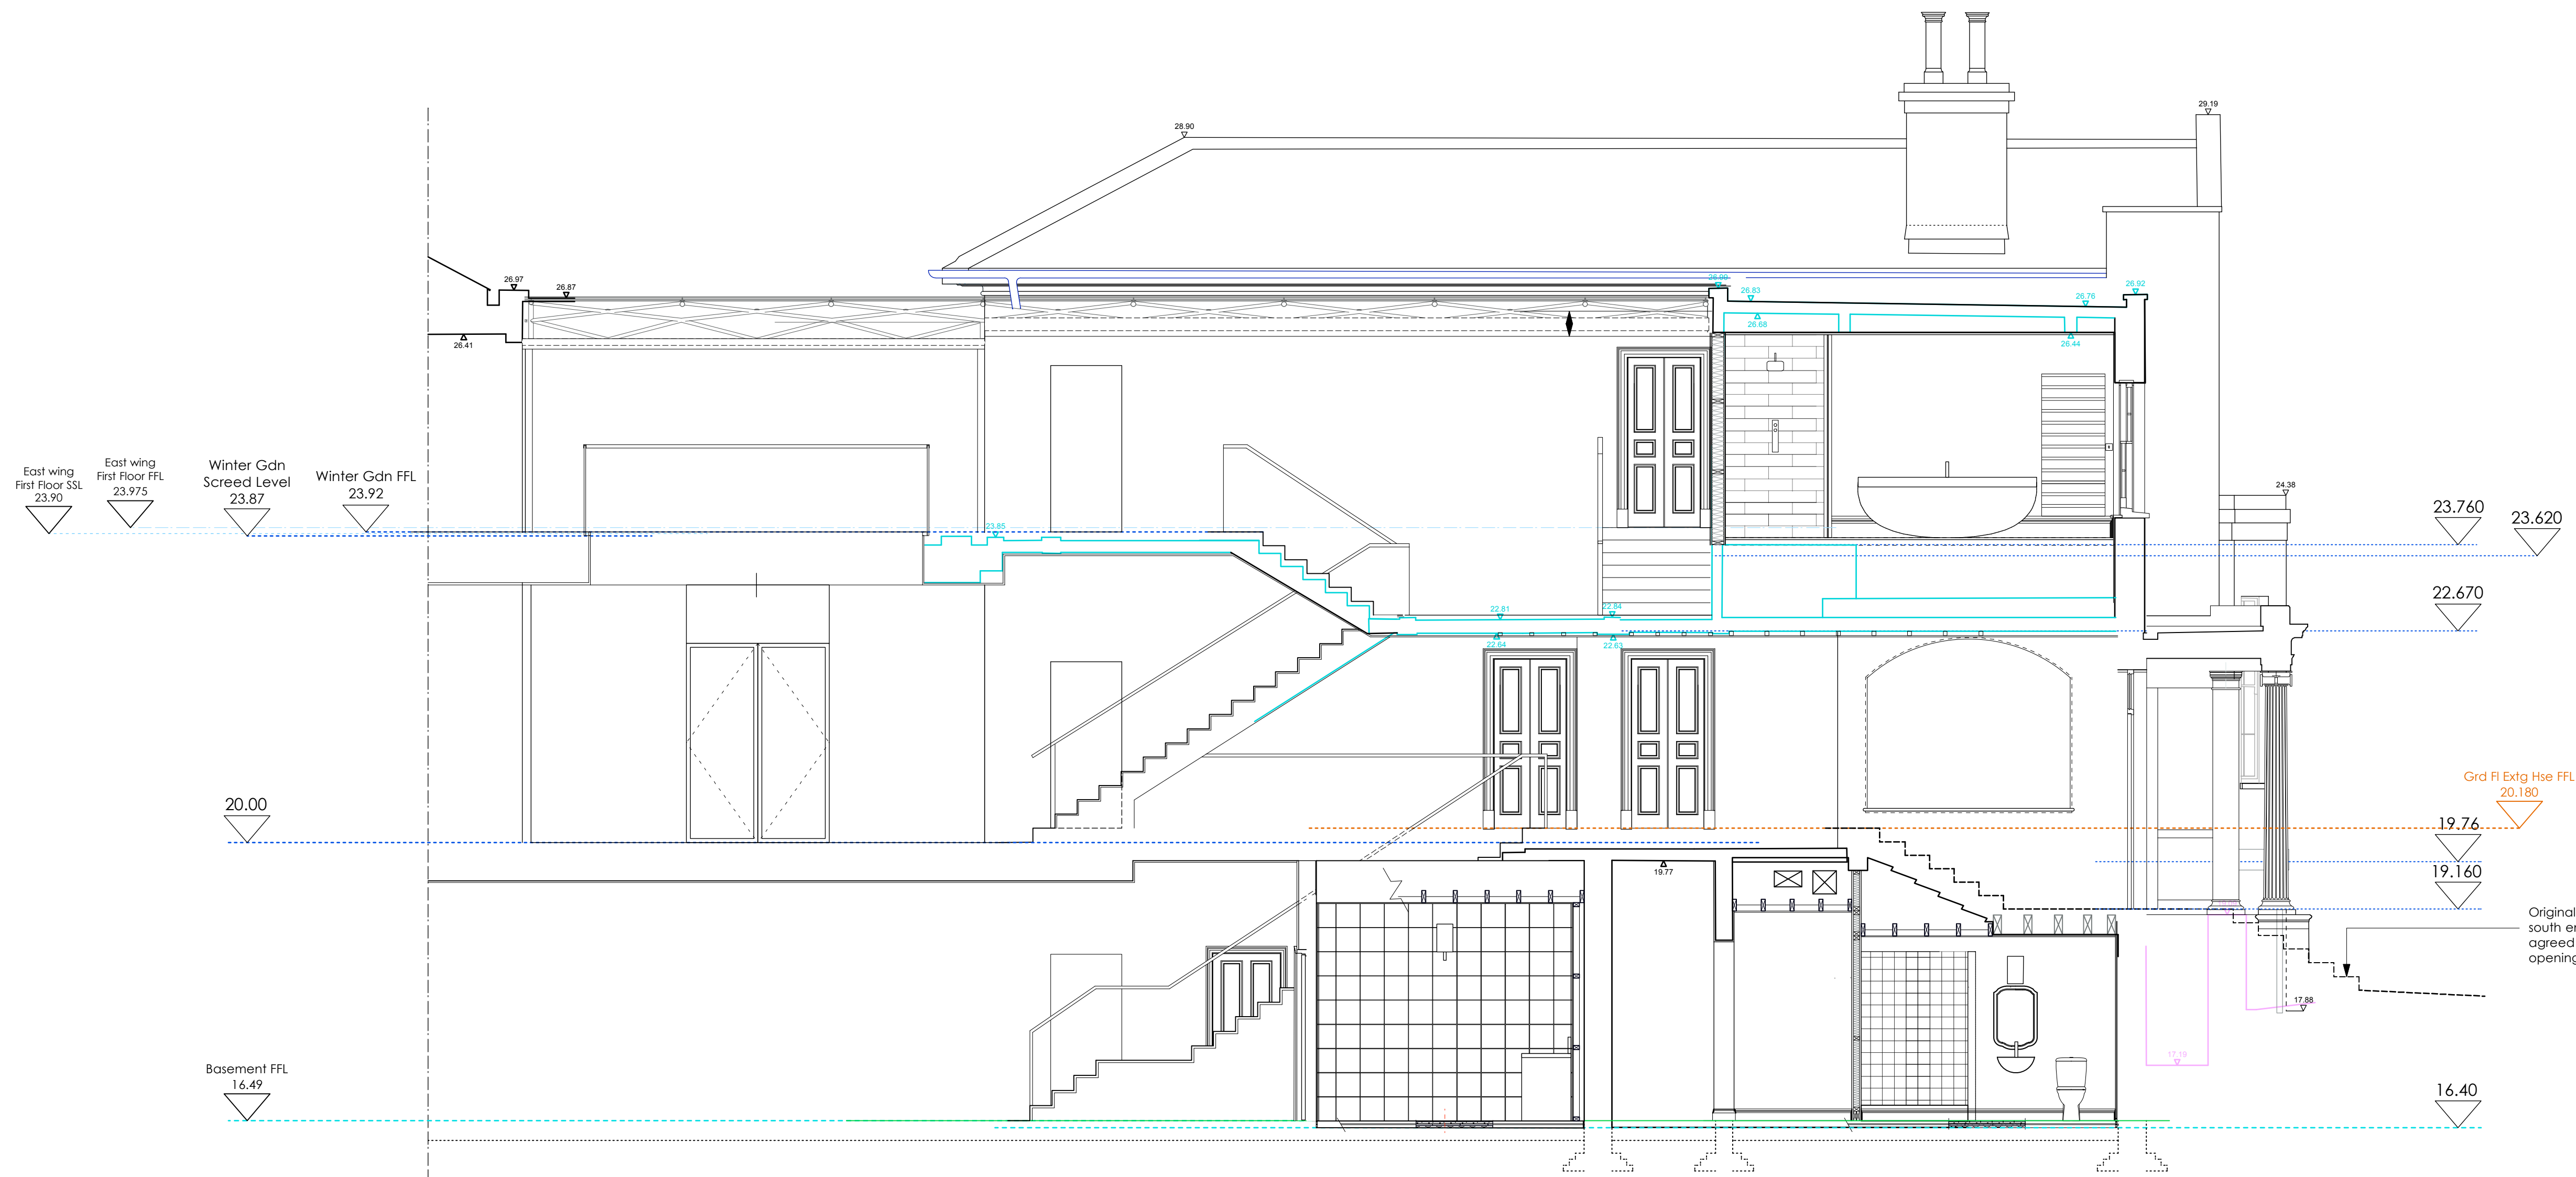 29.19
28.90
26.97
26.87
26.83
26.76
26.92
26.68
26.41
26.44
East wing
First Floor SSL
23.90
East wing
First Floor FFL
23.975
Winter Gdn
Screed Level
23.87
Winter Gdn FFL
23.92
24.38
23.760
23.620
23.85
22.670
22.81
22.84
22.64
22.63
Grd Fl Extg Hse FFL
20.180
20.00
19.76
19.77
19.160
Original
south
agreed
opening
17.88
17.19
Basement FFL
16.49
16.40